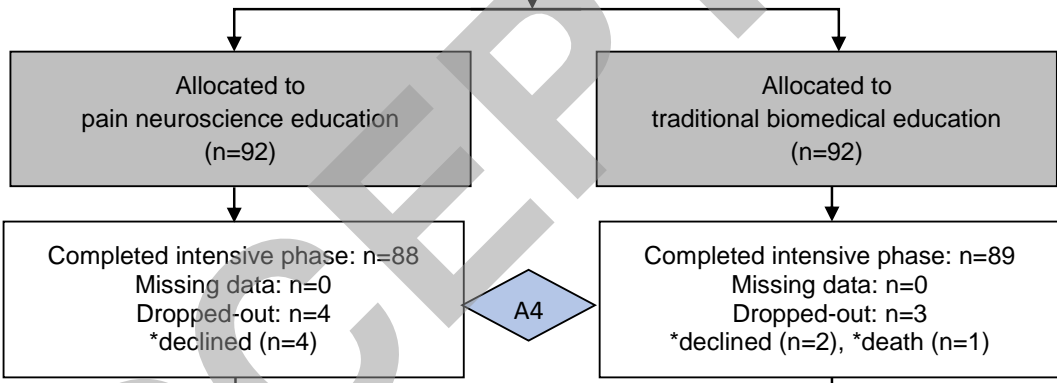 Allocated to
pain neuroscience education
(n=92)
Allocated to
traditional biomedical education
(n=92)
Completed intensive phase: n=88
Missing data: n=0
Dropped-out: n=4
*declined (n=4)
A4
Completed intensive phase: n=89
Missing data: n=0
Dropped-out: n=3
*declined (n=2), *death (n=1)